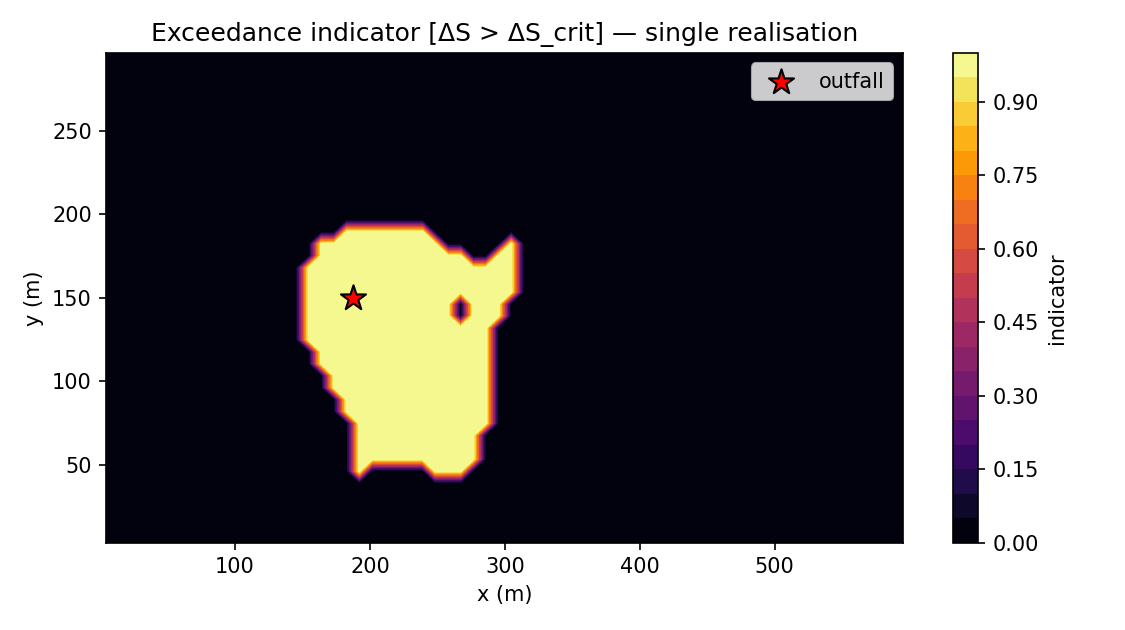 Exceedance indicator [ΔS > ΔS_crit] — single realisation
outfall
250
200
150
100
50
y (m)
100 200 300 400 500
x (m)
0.90
0.75
0.60
0.45
0.30
0.15
0.00
indicator